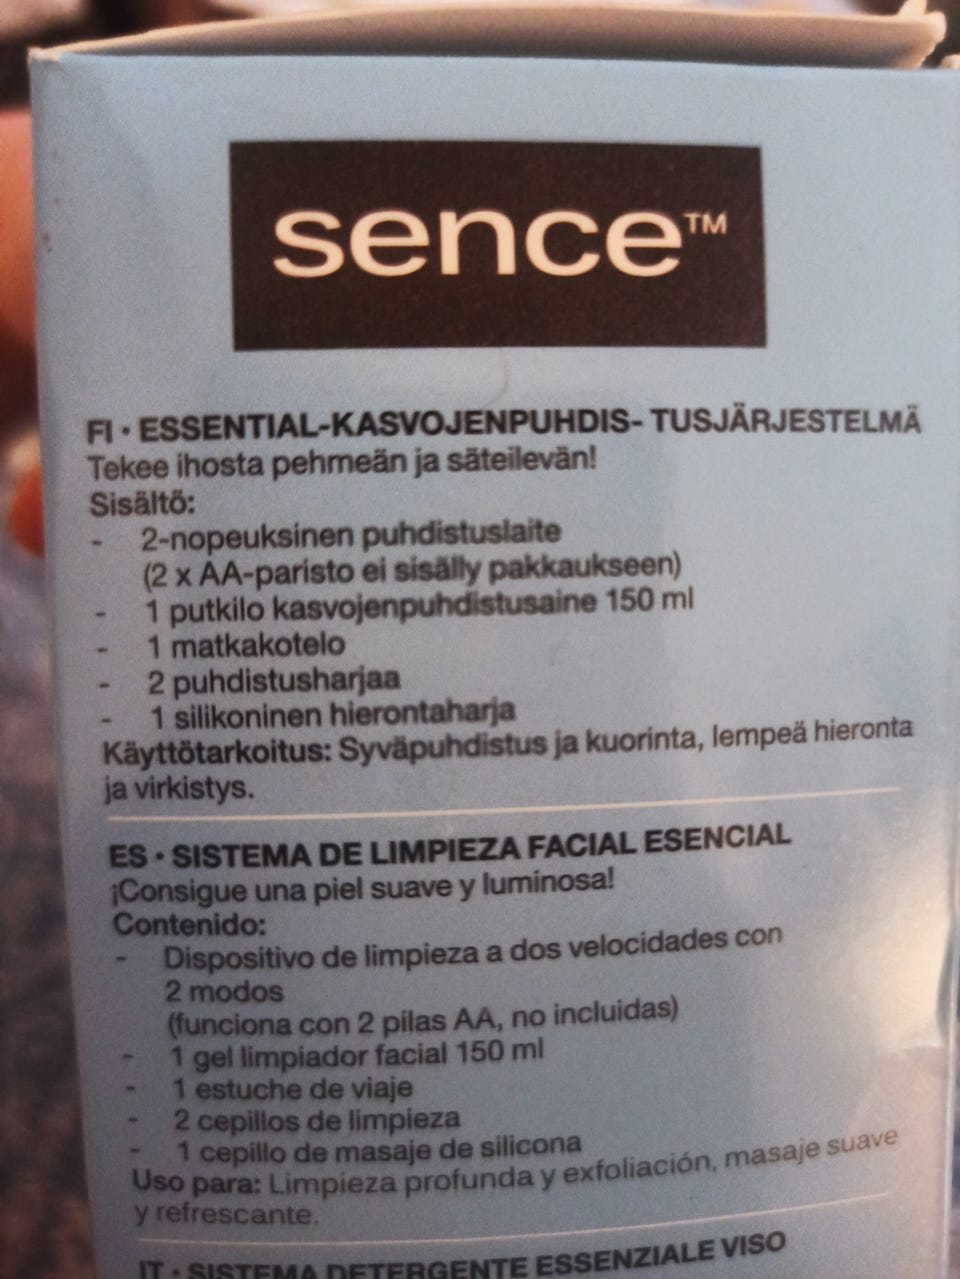 sence™
FI • ESSENTIAL-KASVOJENPUHDIS- TUSJÄRJESTELMÄ
Tekee ihosta pehmeän ja säteilevän!
Sisältö:
- 2-nopeuksinen puhdistuslaite
(2 x AA-paristo ei sisälly pakkaukseen)
- 1 putkilo kasvojenpuhdistusaine 150 ml
- 1 matkakotelo
- 2 puhdistusharjaa
- 1 silikoninen hierontaharja
Käyttötarkoitus: Syväpuhdistus ja kuorinta, lempeä hieronta
ja virkistys.
ES • SISTEMA DE LIMPIEZA FACIAL ESENCIAL
¡Consigue una piel suave y luminosa!
Contenido:
- Dispositivo de limpieza a dos velocidades con
2 modos
(funciona con 2 pilas AA, no incluidas)
- 1 gel limpiador facial 150 ml
- 1 estuche de viaje
- 2 cepillos de limpieza
- 1 cepillo de masaje de silicona
Uso para: Limpieza profunda y exfoliación, masaje suave
y refrescante.
IT • SISTEMA DETERGENTE ESSENZIALE VISO